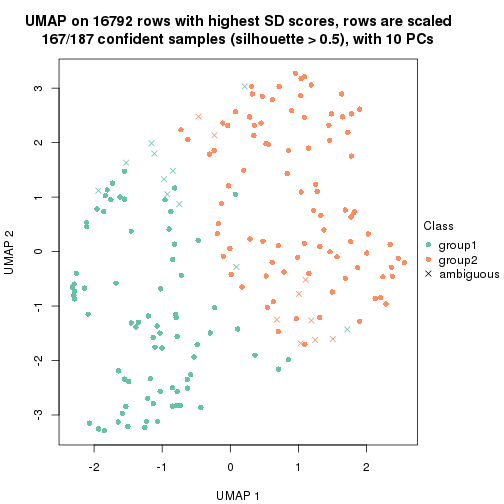 UMAP on 16792 rows with highest SD scores, rows are scaled
167/187 confident samples (silhouette > 0.5), with 10 PCs
3
2
1
0
-1
-2
-3
UMAP 2
-2
-1
0
1
2
UMAP 1
Class
group1
group2
ambiguous